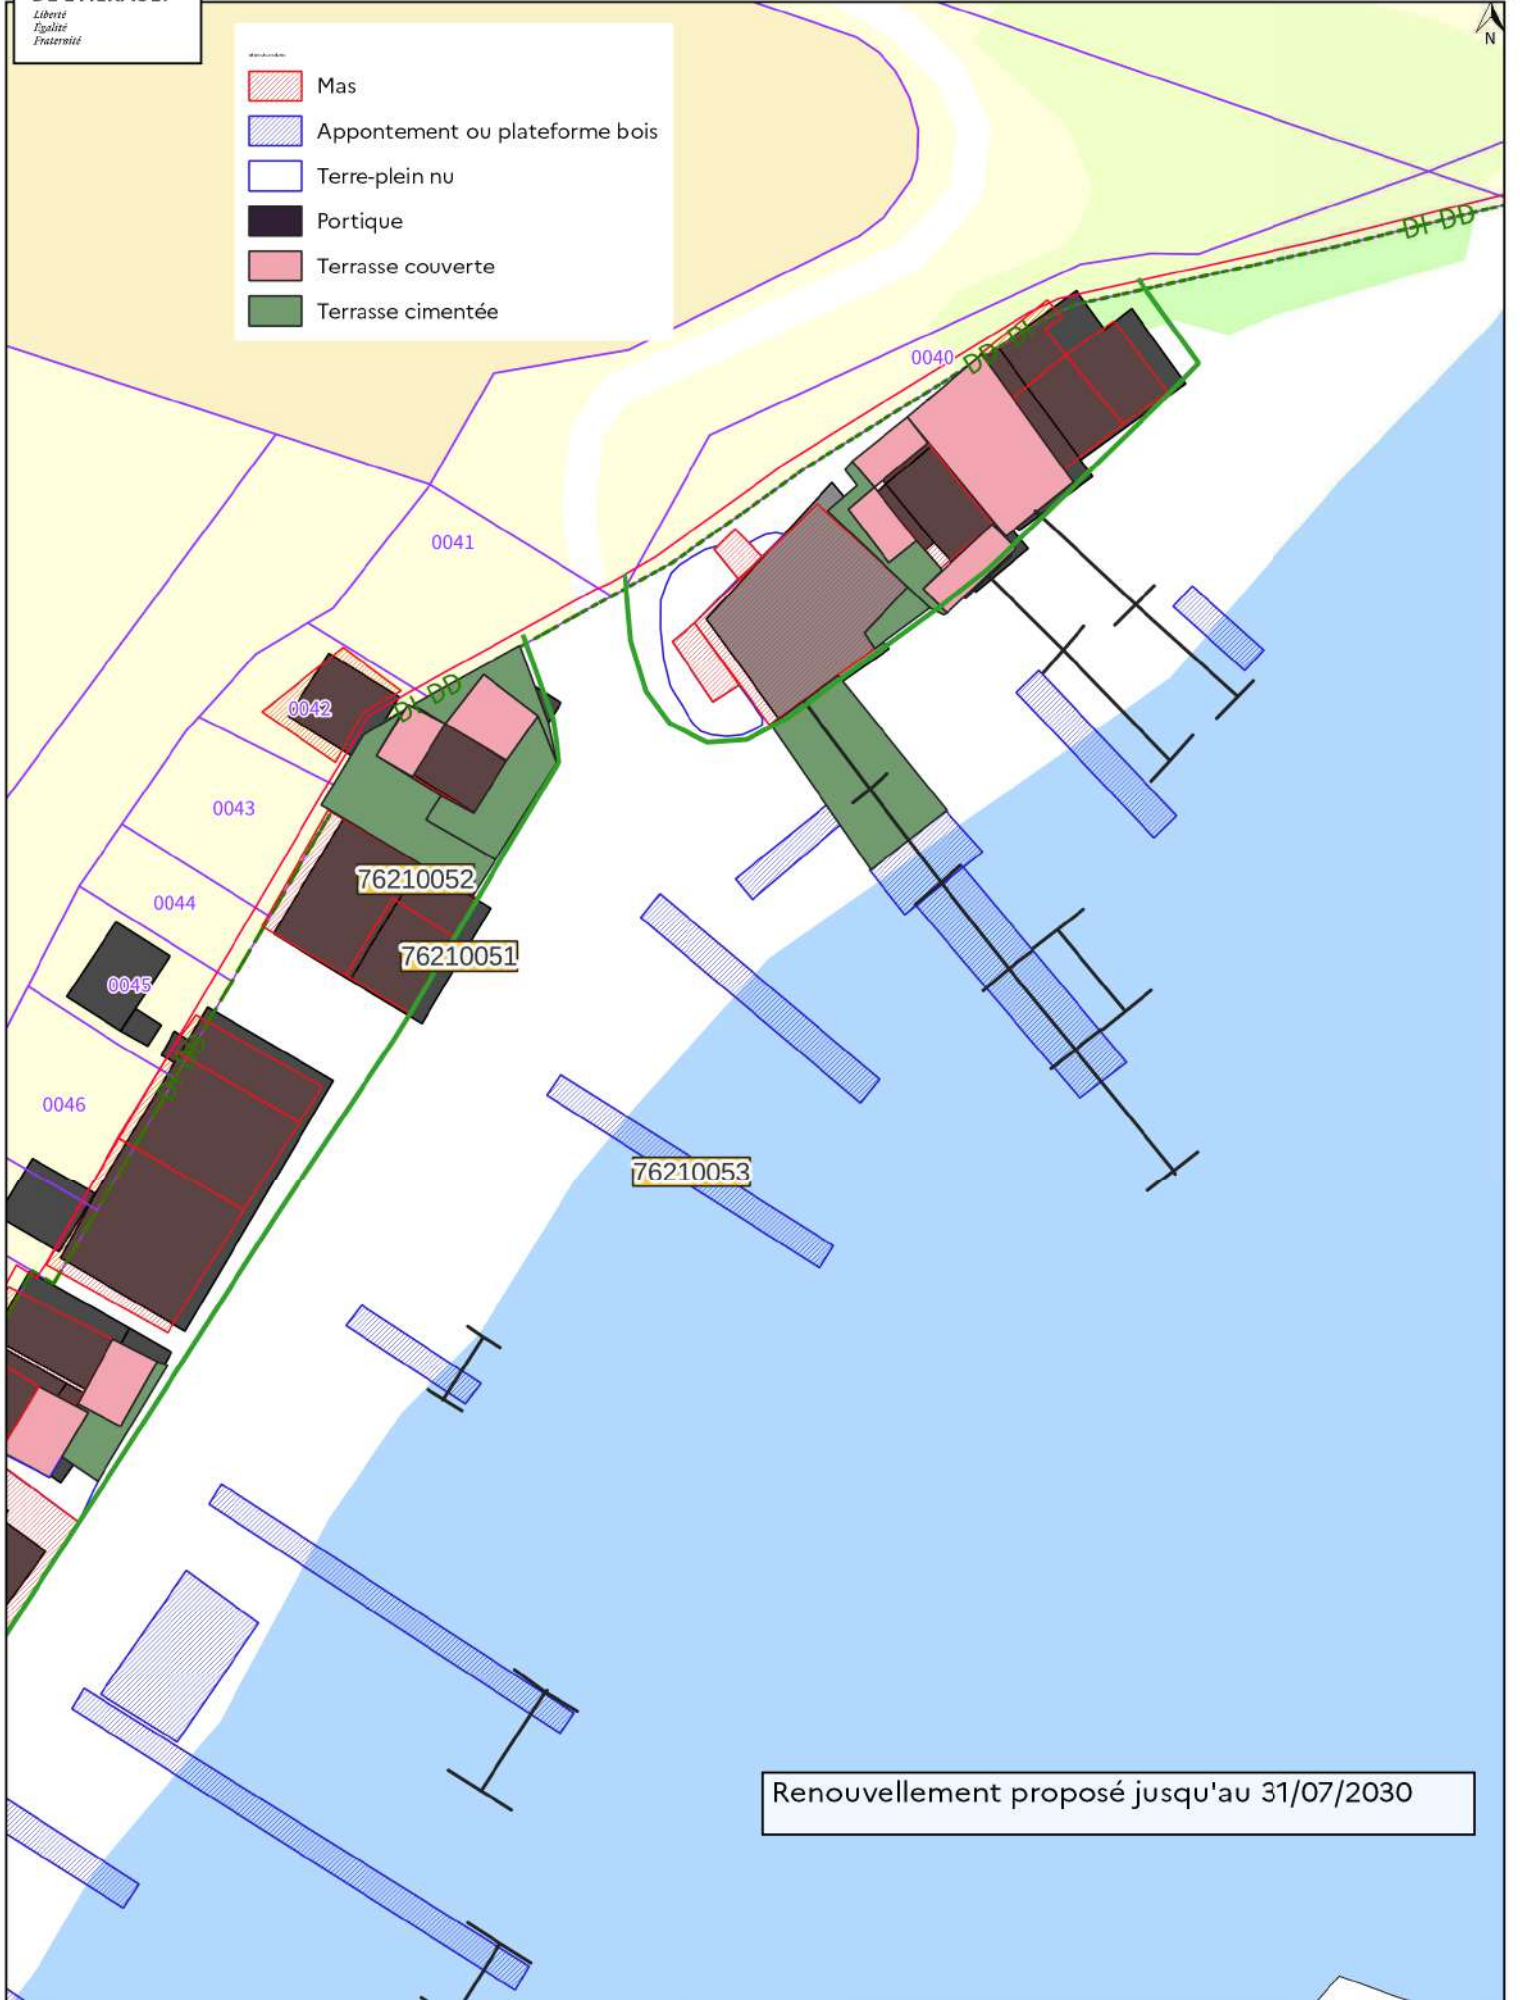 Liberté
Égalité
Fraternité
N
Mas
Appontement ou plateforme bois
Terre-plein nu
Portique
Terrasse couverte
Terrasse cimentée
DI DD
0040
0041
DI DD
0042
0043
76210052
0044
76210051
0045
0046
76210053
Renouvellement proposé jusqu'au 31/07/2030